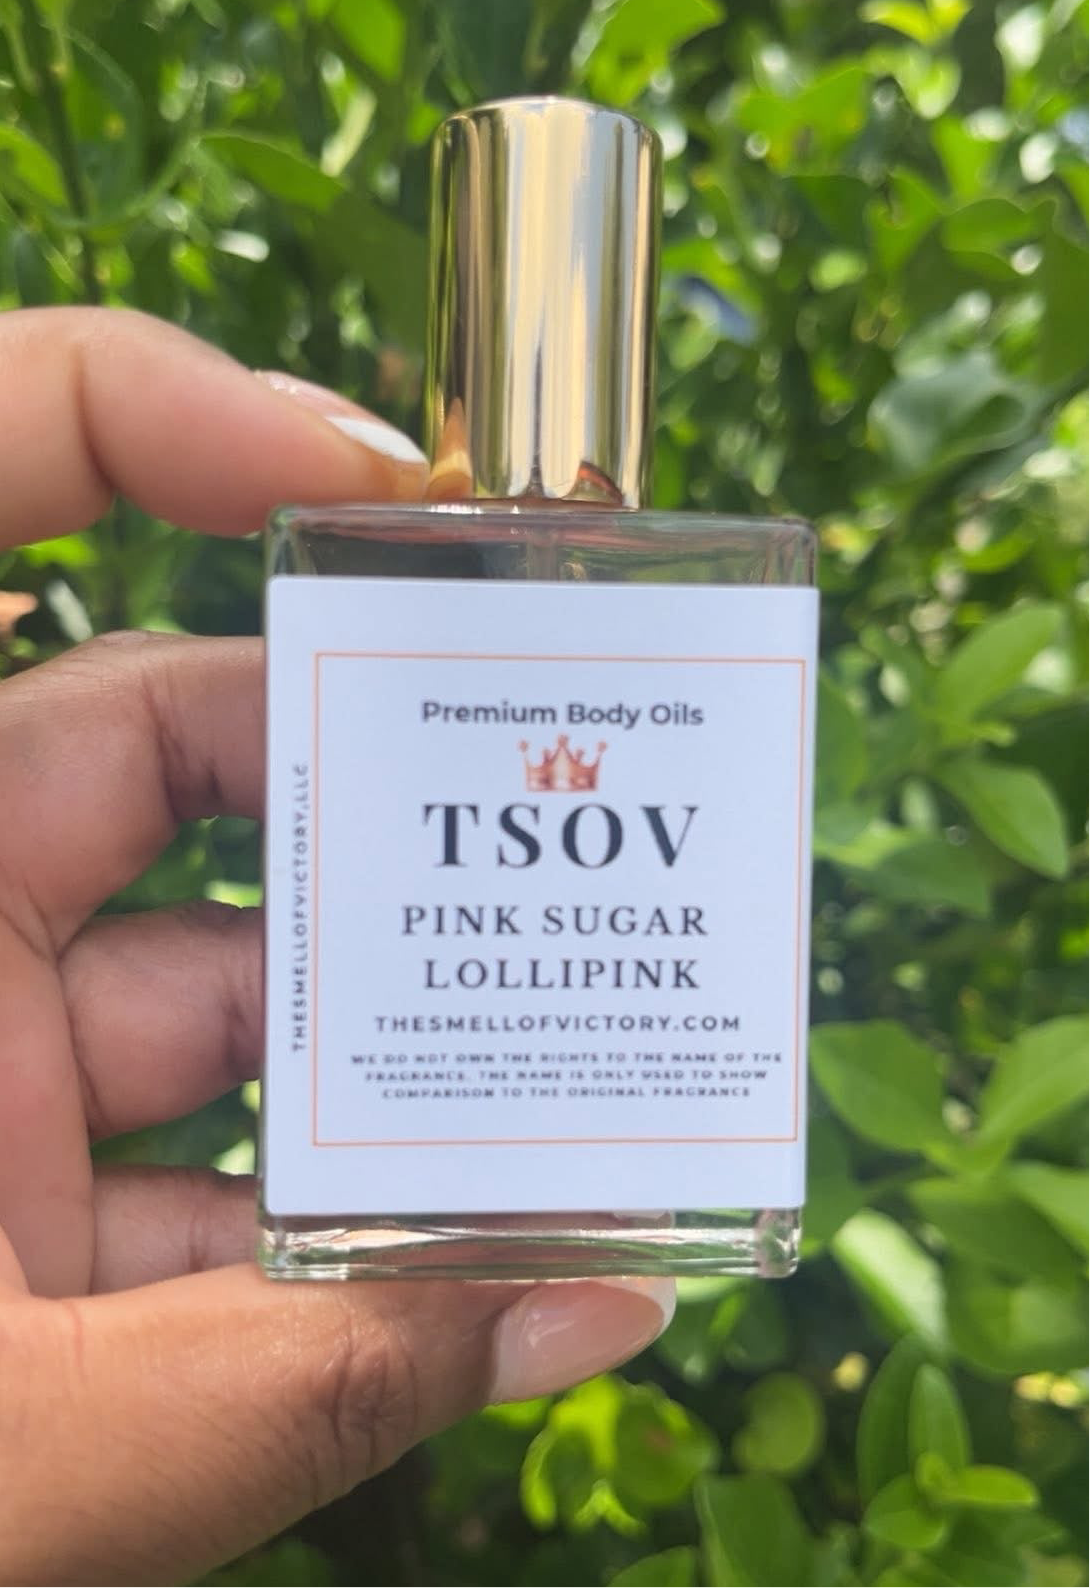 Premium Body Oils
TSOV
PINK SUGAR
LOLLIPINK
THESMELLOFVICTORY.COM
WE DO NOT OWN THE RIGHTS TO THE NAME OF THE
FRAGRANCE. THE NAME IS ONLY USED TO SHOW
COMPARISON TO THE ORIGINAL FRAGRANCE
THESMELLOFVICTORY,LLC